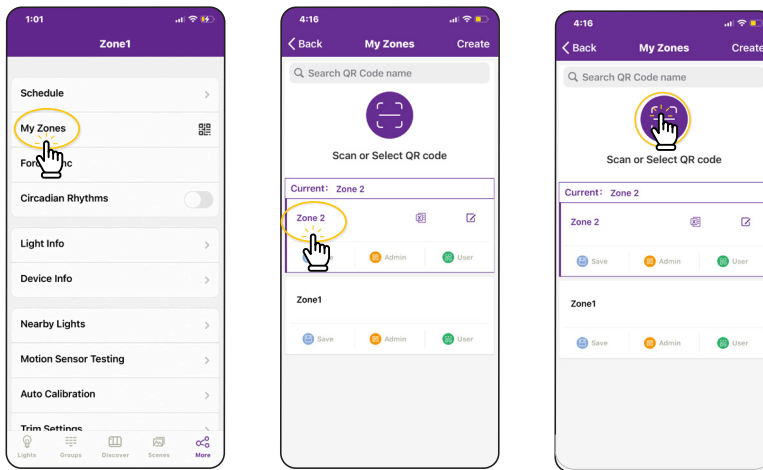 1:01
Zone1
Schedule
My Zones
Circadian Rhythms
Light Info
Device Info
Nearby Lights
Motion Sensor Testing
Auto Calibration
Trim Settings
Lights Groups Discover Scenes More
4:16
Back My Zones Create
Search QR Code name
Scan or Select QR code
Current: Zone 2
Zone 2
Admin User
Zone1
Save Admin User
4:16
Back My Zones Create
Search QR Code name
Scan or Select QR code
Current: Zone 2
Zone 2
Save Admin User
Zone1
Save Admin User